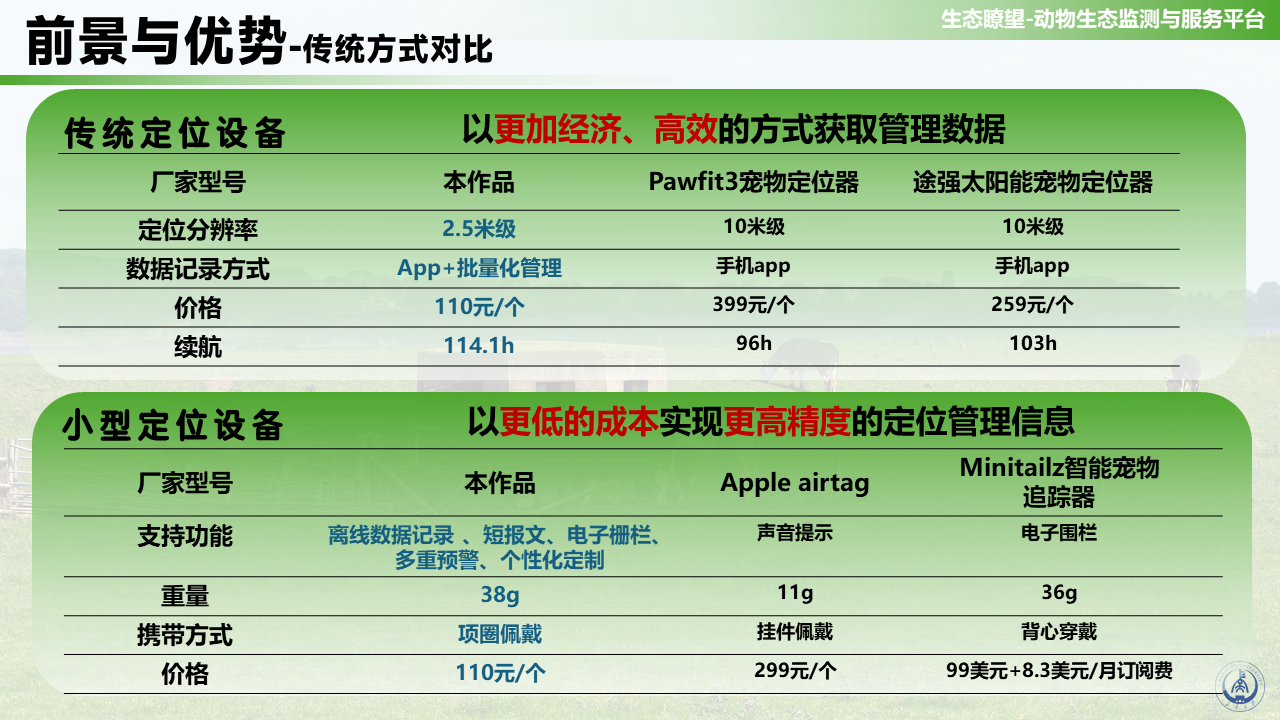 生态瞭望-动物生态监测与服务平台
前景与优势-传统方式对比
传统定位设备 以更加经济、高效的方式获取管理数据
厂家型号 本作品 Pawfit3宠物定位器 途强太阳能宠物定位器
定位分辨率 2.5米级 10米级 10米级
数据记录方式 App+批量化管理 手机app 手机app
价格 110元/个 399元/个 259元/个
续航 114.1h 96h 103h
小型定位设备 以更低的成本实现更高精度的定位管理信息
厂家型号 本作品 Apple airtag Minitailz智能宠物
追踪器
支持功能 离线数据记录 、短报文、电子栅栏、 声音提示 电子围栏
多重预警、个性化定制
重量 38g 11g 36g
携带方式 项圈佩戴 挂件佩戴 背心穿戴
价格 110元/个 299元/个 99美元+8.3美元/月订阅费